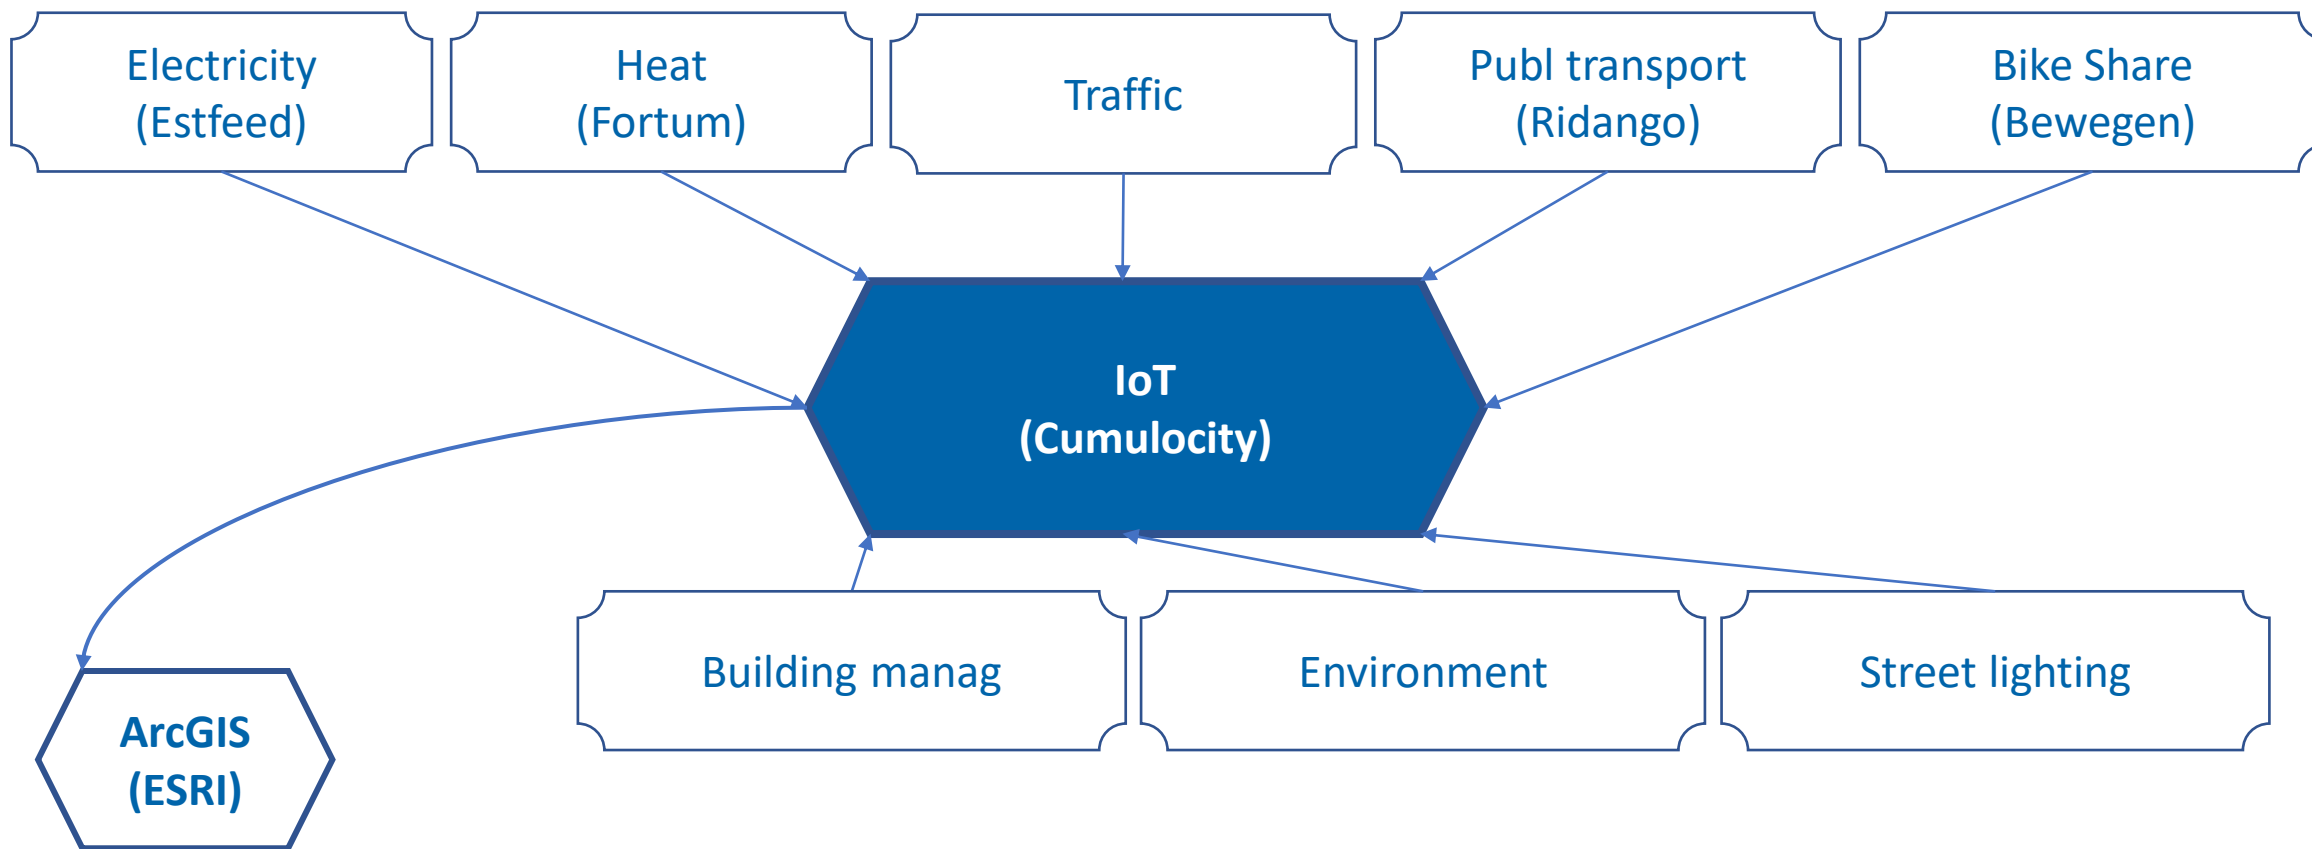 Electricity
(Estfeed)
Heat
(Fortum)
Traffic
Publ transport
(Ridango)
Bike Share
(Bewegen)
IoT
(Cumulocity)
Building manag
Environment
Street lighting
ArcGIS
(ESRI)